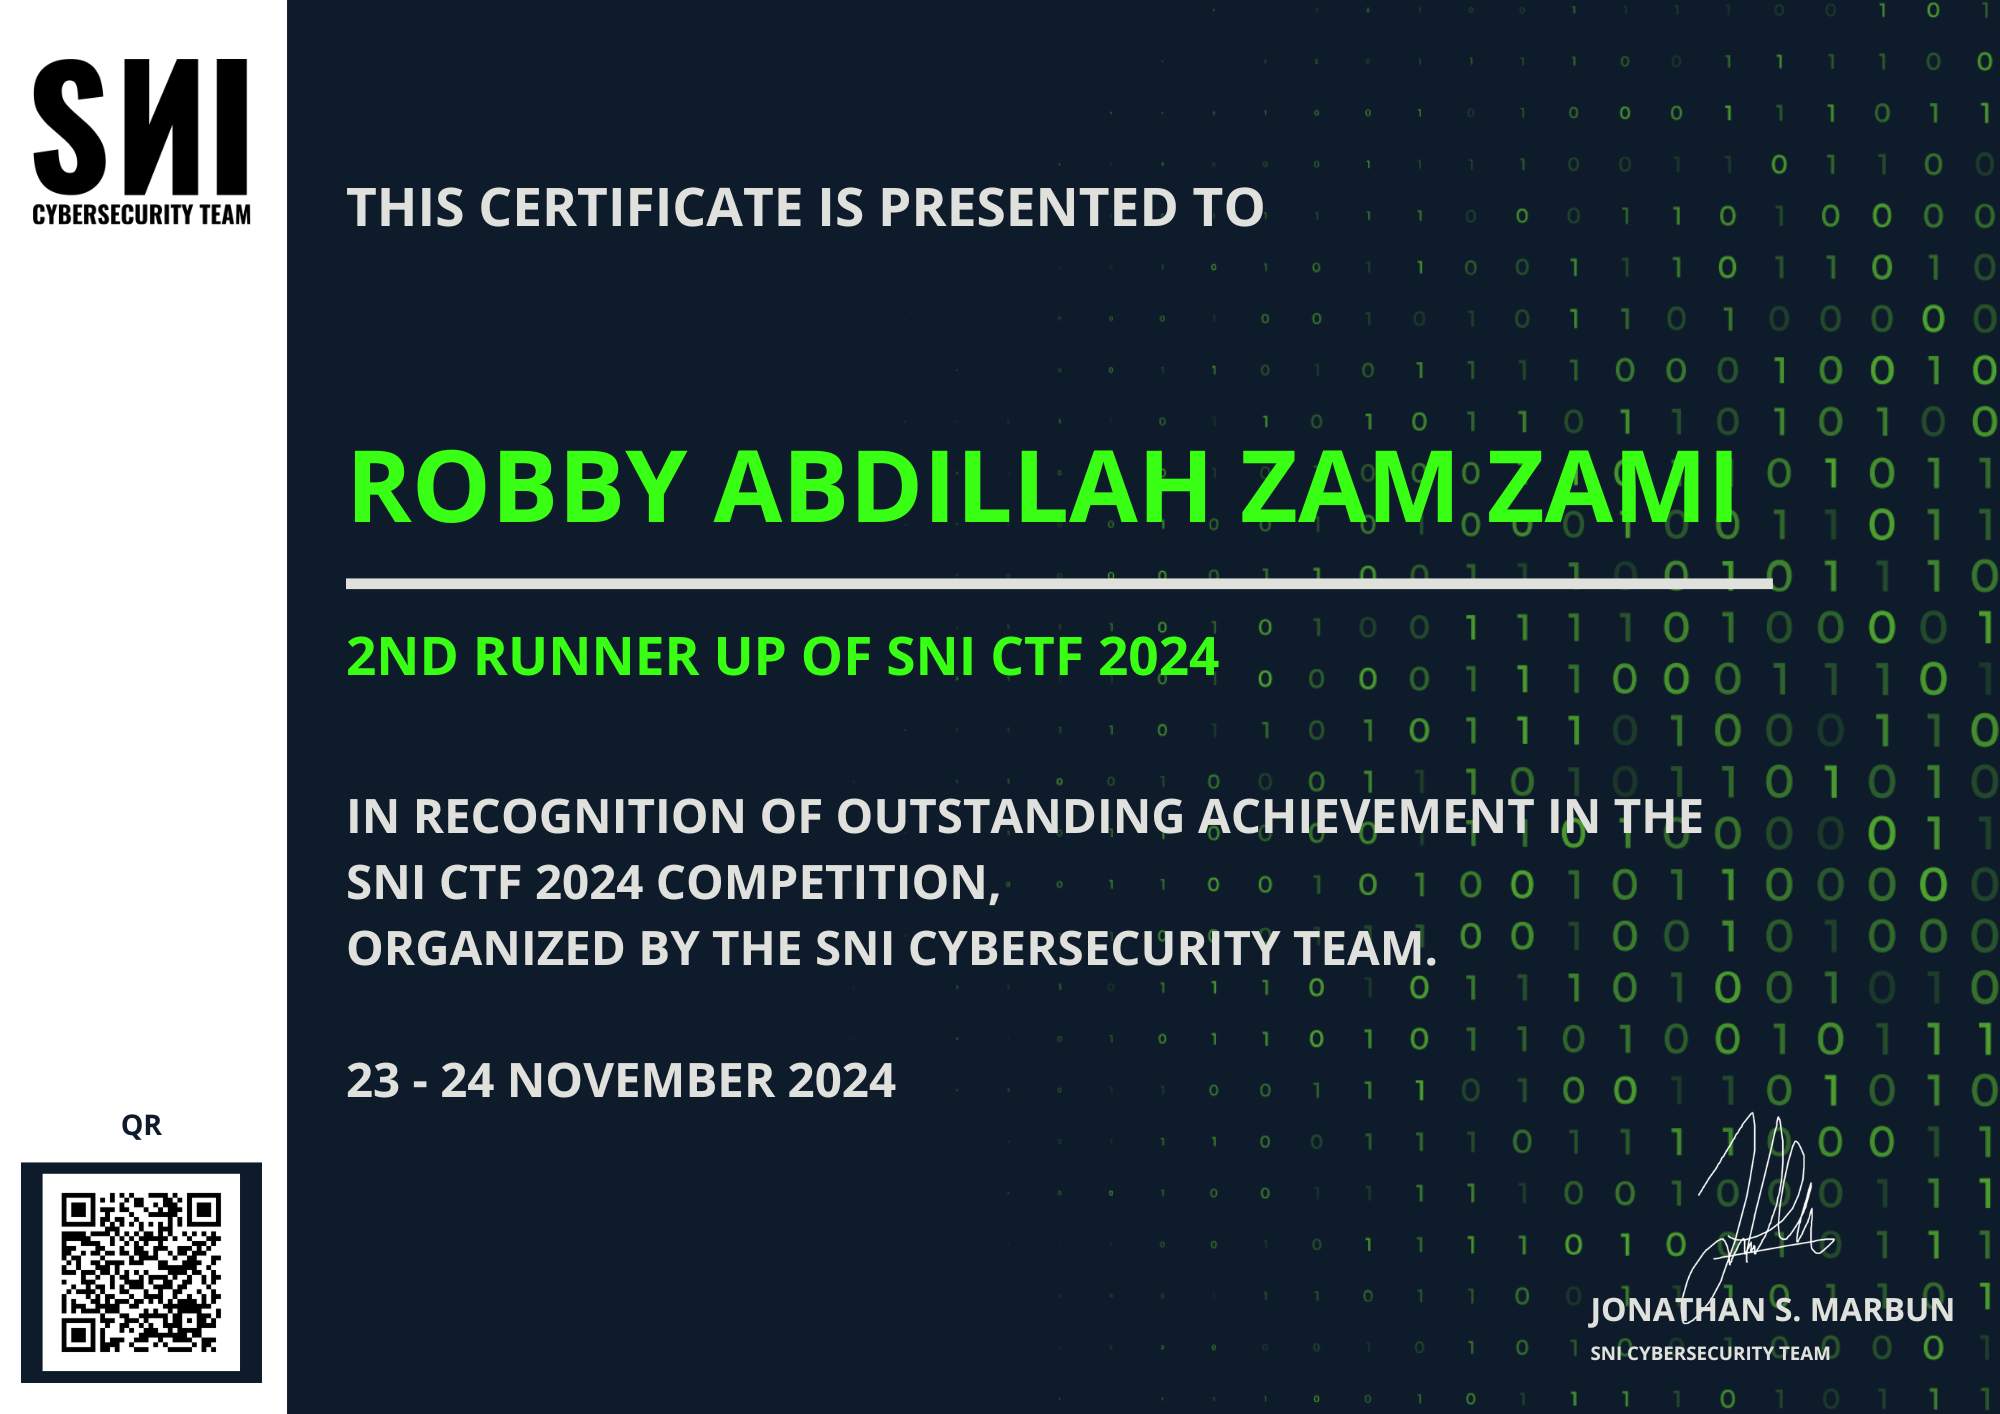 SNI
CYBERSECURITY TEAM
THIS CERTIFICATE IS PRESENTED TO
ROBBY ABDILLAH ZAM ZAMI
2ND RUNNER UP OF SNI CTF 2024
IN RECOGNITION OF OUTSTANDING ACHIEVEMENT IN THE
SNI CTF 2024 COMPETITION,
ORGANIZED BY THE SNI CYBERSECURITY TEAM.
23 - 24 NOVEMBER 2024
QR
JONATHAN S. MARBUN
SNI CYBERSECURITY TEAM